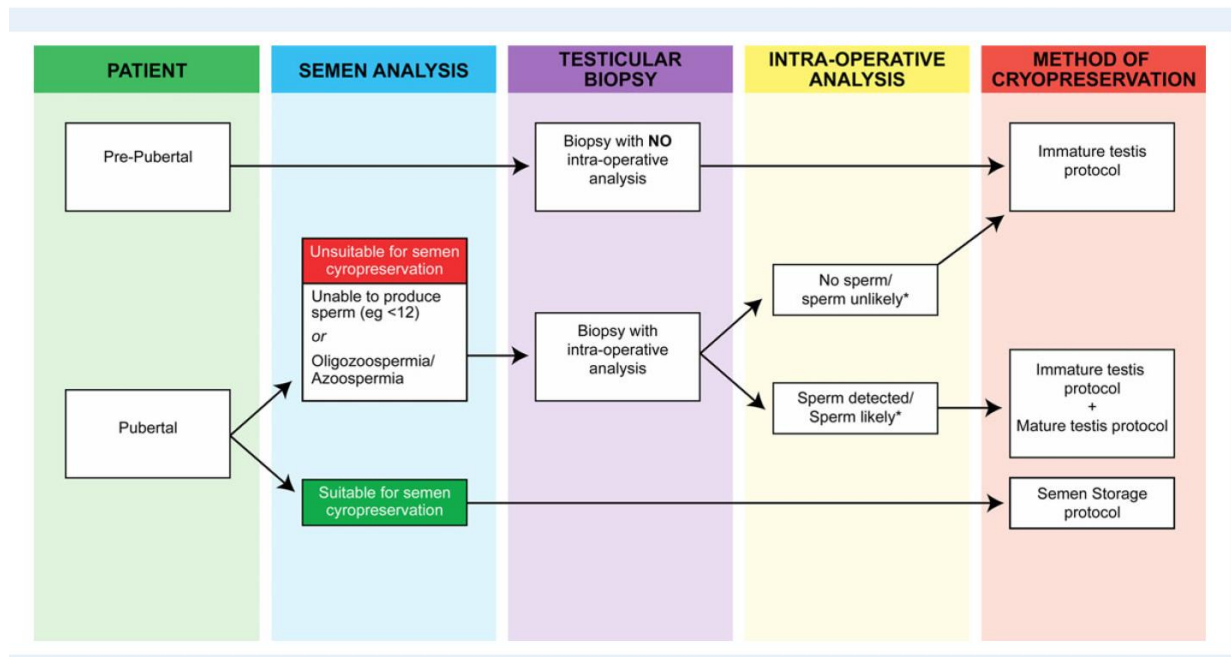 PATIENT
SEMEN ANALYSIS
TESTICULAR
BIOPSY
INTRA-OPERATIVE
ANALYSIS
METHOD OF
CRYOPRESERVATION
Pre-Pubertal
Biopsy with NO
intra-operative
analysis
Immature testis
protocol
Unsuitable for semen
cyropreservation
Unable to produce
sperm (eg <12)
or
Oligozoospermia/
Azoospermia
Biopsy with
intra-operative
analysis
No sperm/
sperm unlikely*
Sperm detected/
Sperm likely*
Immature testis
protocol
+
Mature testis protocol
Pubertal
Suitable for semen
cyropreservation
Semen Storage
protocol